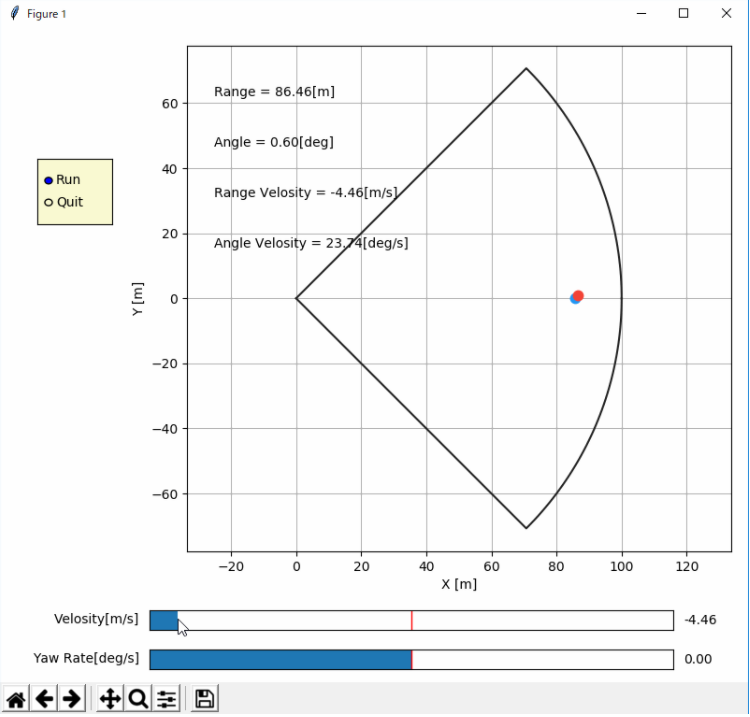 Figure 1
Range = 86.46[m]
Angle = 0.60[deg]
Range Velosity = -4.46[m/s]
Angle Velosity = 23.74[deg/s]
Run
Quit
60
40
20
0
−20
−40
−60
Y [m]
−20 0 20 40 60 80 100 120
X [m]
Velosity[m/s] -4.46
Yaw Rate[deg/s] 0.00